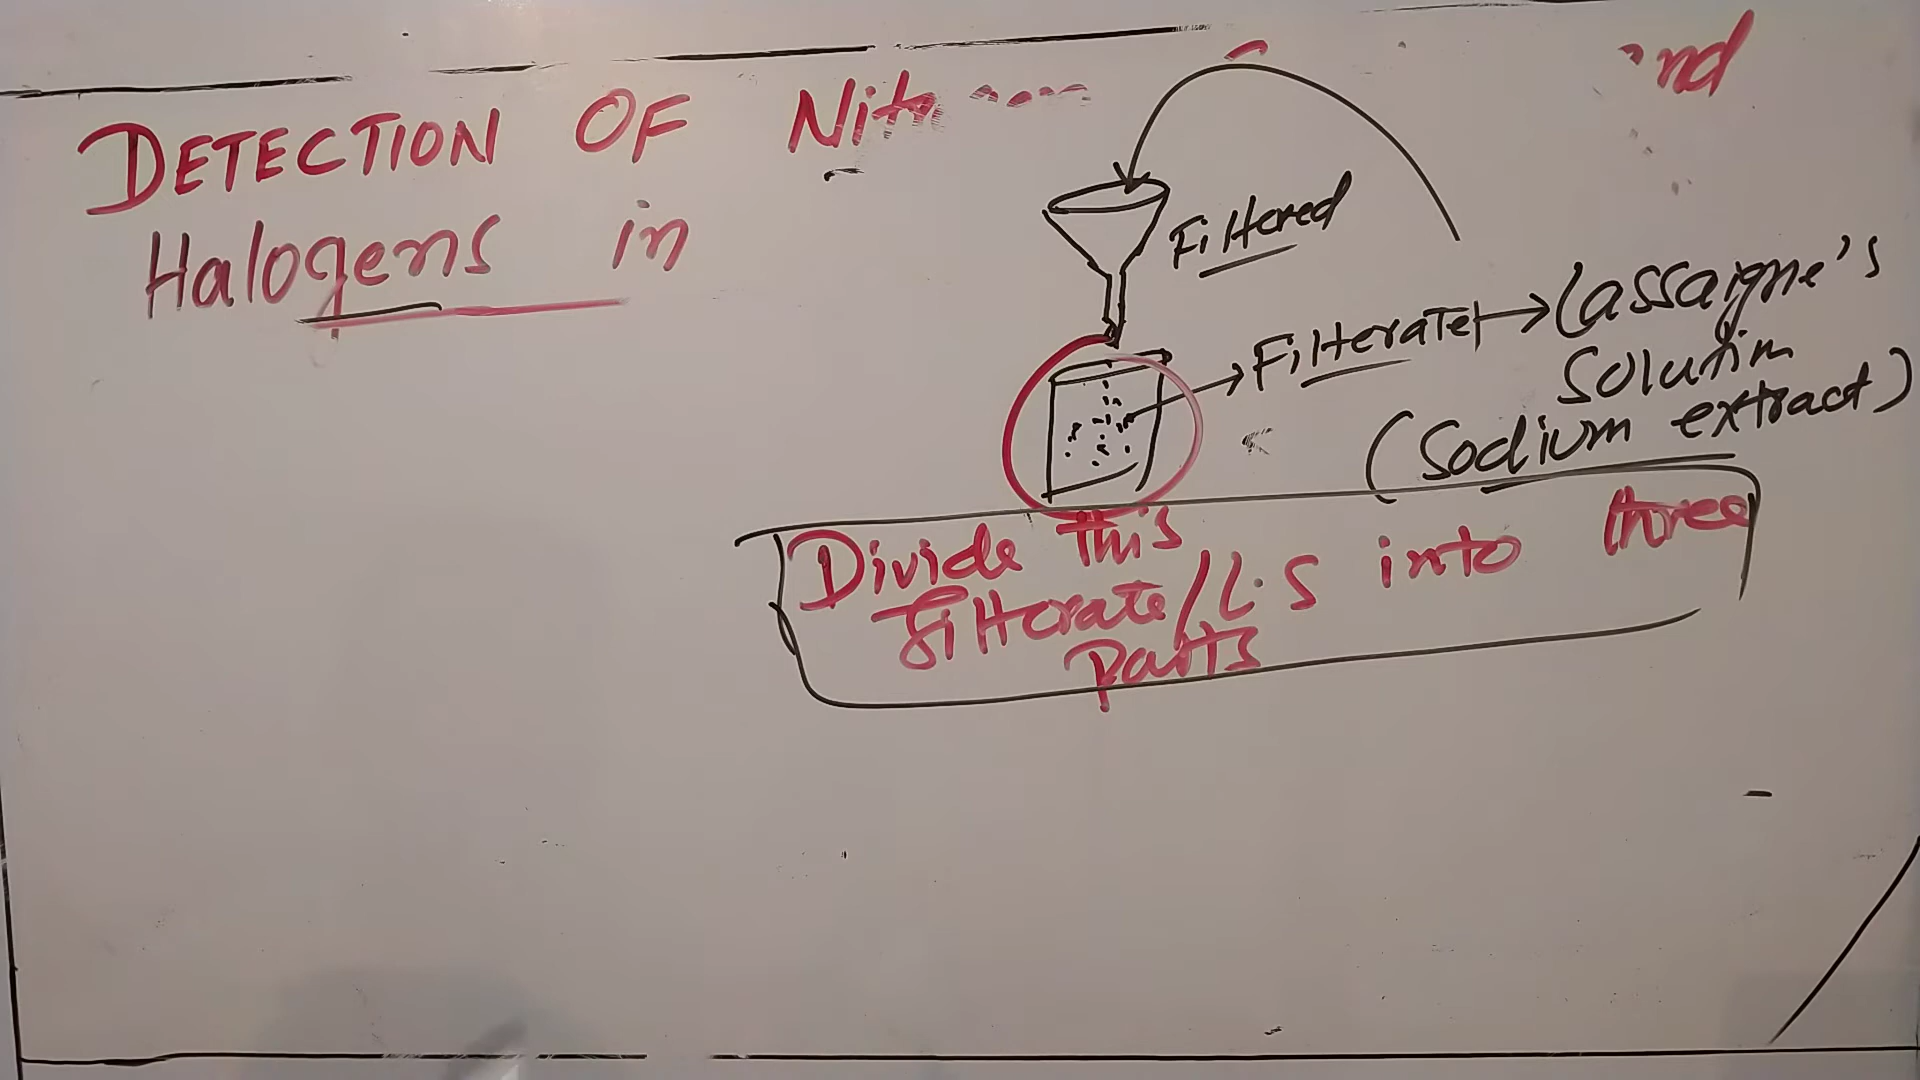 DETECTION OF
Halogens in
Filtered
Filterate → Lassaigne's
Solution
(Sodium extract)
Divide This
filterate/L.S into three
parts